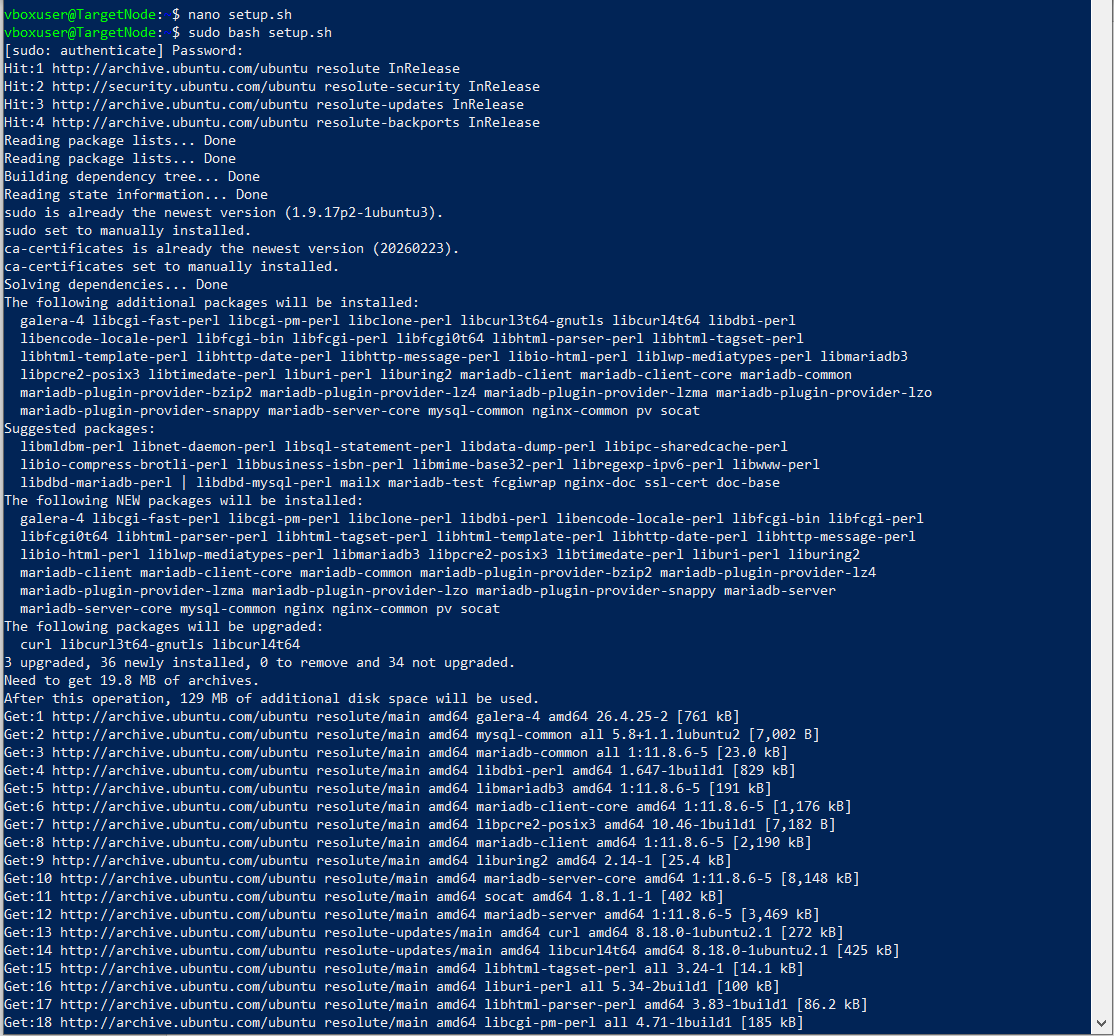 vboxuser@TargetNode: $ nano setup.sh
vboxuser@TargetNode: $ sudo bash setup.sh
[sudo: authenticate] Password:
Hit:1 http://archive.ubuntu.com/ubuntu resolute InRelease
Hit:2 http://security.ubuntu.com/ubuntu resolute-security InRelease
Hit:3 http://archive.ubuntu.com/ubuntu resolute-updates InRelease
Hit:4 http://archive.ubuntu.com/ubuntu resolute-backports InRelease
Reading package lists... Done
Reading package lists... Done
Building dependency tree... Done
Reading state information... Done
sudo is already the newest version (1.9.17p2-1ubuntu3).
sudo set to manually installed.
ca-certificates is already the newest version (20260223).
ca-certificates set to manually installed.
Solving dependencies... Done
The following additional packages will be installed:
  galera-4 libcgi-fast-perl libcgi-pm-perl libclone-perl libcurl3t64-gnutls libcurl4t64 libdbi-perl
  libencode-locale-perl libfcgi-bin libfcgi-perl libfcgi0t64 libhtml-parser-perl libhtml-tagset-perl
  libhtml-template-perl libhttp-date-perl libhttp-message-perl libio-html-perl liblwp-mediatypes-perl libmariadb3
  libpcre2-posix3 libtimedate-perl liburi-perl liburing2 mariadb-client mariadb-client-core mariadb-common
  mariadb-plugin-provider-bzip2 mariadb-plugin-provider-lz4 mariadb-plugin-provider-lzma mariadb-plugin-provider-lzo
  mariadb-plugin-provider-snappy mariadb-server-core mysql-common nginx-common pv socat
Suggested packages:
  libmldbm-perl libnet-daemon-perl libsql-statement-perl libdata-dump-perl libipc-sharedcache-perl
  libio-compress-brotli-perl libbusiness-isbn-perl libmime-base32-perl libregexp-ipv6-perl libwww-perl
  libdbd-mariadb-perl | libdbd-mysql-perl mailx mariadb-test fcgiwrap nginx-doc ssl-cert doc-base
The following NEW packages will be installed:
  galera-4 libcgi-fast-perl libcgi-pm-perl libclone-perl libdbi-perl libencode-locale-perl libfcgi-bin libfcgi-perl
  libfcgi0t64 libhtml-parser-perl libhtml-tagset-perl libhtml-template-perl libhttp-date-perl libhttp-message-perl
  libio-html-perl liblwp-mediatypes-perl libmariadb3 libpcre2-posix3 libtimedate-perl liburi-perl liburing2
  mariadb-client mariadb-client-core mariadb-common mariadb-plugin-provider-bzip2 mariadb-plugin-provider-lz4
  mariadb-plugin-provider-lzma mariadb-plugin-provider-lzo mariadb-plugin-provider-snappy mariadb-server
  mariadb-server-core mysql-common nginx nginx-common pv socat
The following packages will be upgraded:
  curl libcurl3t64-gnutls libcurl4t64
3 upgraded, 36 newly installed, 0 to remove and 34 not upgraded.
Need to get 19.8 MB of archives.
After this operation, 129 MB of additional disk space will be used.
Get:1 http://archive.ubuntu.com/ubuntu resolute/main amd64 galera-4 amd64 26.4.25-2 [761 kB]
Get:2 http://archive.ubuntu.com/ubuntu resolute/main amd64 mysql-common all 5.8+1.1.1ubuntu2 [7,002 B]
Get:3 http://archive.ubuntu.com/ubuntu resolute/main amd64 mariadb-common all 1:11.8.6-5 [23.0 kB]
Get:4 http://archive.ubuntu.com/ubuntu resolute/main amd64 libdbi-perl amd64 1.647-1build1 [829 kB]
Get:5 http://archive.ubuntu.com/ubuntu resolute/main amd64 libmariadb3 amd64 1:11.8.6-5 [191 kB]
Get:6 http://archive.ubuntu.com/ubuntu resolute/main amd64 mariadb-client-core amd64 1:11.8.6-5 [1,176 kB]
Get:7 http://archive.ubuntu.com/ubuntu resolute/main amd64 libpcre2-posix3 amd64 10.46-1build1 [7,182 B]
Get:8 http://archive.ubuntu.com/ubuntu resolute/main amd64 mariadb-client amd64 1:11.8.6-5 [2,190 kB]
Get:9 http://archive.ubuntu.com/ubuntu resolute/main amd64 liburing2 amd64 2.14-1 [25.4 kB]
Get:10 http://archive.ubuntu.com/ubuntu resolute/main amd64 mariadb-server-core amd64 1:11.8.6-5 [8,148 kB]
Get:11 http://archive.ubuntu.com/ubuntu resolute/main amd64 socat amd64 1.8.1.1-1 [402 kB]
Get:12 http://archive.ubuntu.com/ubuntu resolute/main amd64 mariadb-server amd64 1:11.8.6-5 [3,469 kB]
Get:13 http://archive.ubuntu.com/ubuntu resolute-updates/main amd64 curl amd64 8.18.0-1ubuntu2.1 [272 kB]
Get:14 http://archive.ubuntu.com/ubuntu resolute-updates/main amd64 libcurl4t64 amd64 8.18.0-1ubuntu2.1 [425 kB]
Get:15 http://archive.ubuntu.com/ubuntu resolute/main amd64 libhtml-tagset-perl all 3.24-1 [14.1 kB]
Get:16 http://archive.ubuntu.com/ubuntu resolute/main amd64 liburi-perl all 5.34-2build1 [100 kB]
Get:17 http://archive.ubuntu.com/ubuntu resolute/main amd64 libhtml-parser-perl amd64 3.83-1build1 [86.2 kB]
Get:18 http://archive.ubuntu.com/ubuntu resolute/main amd64 libcgi-pm-perl all 4.71-1build1 [185 kB]